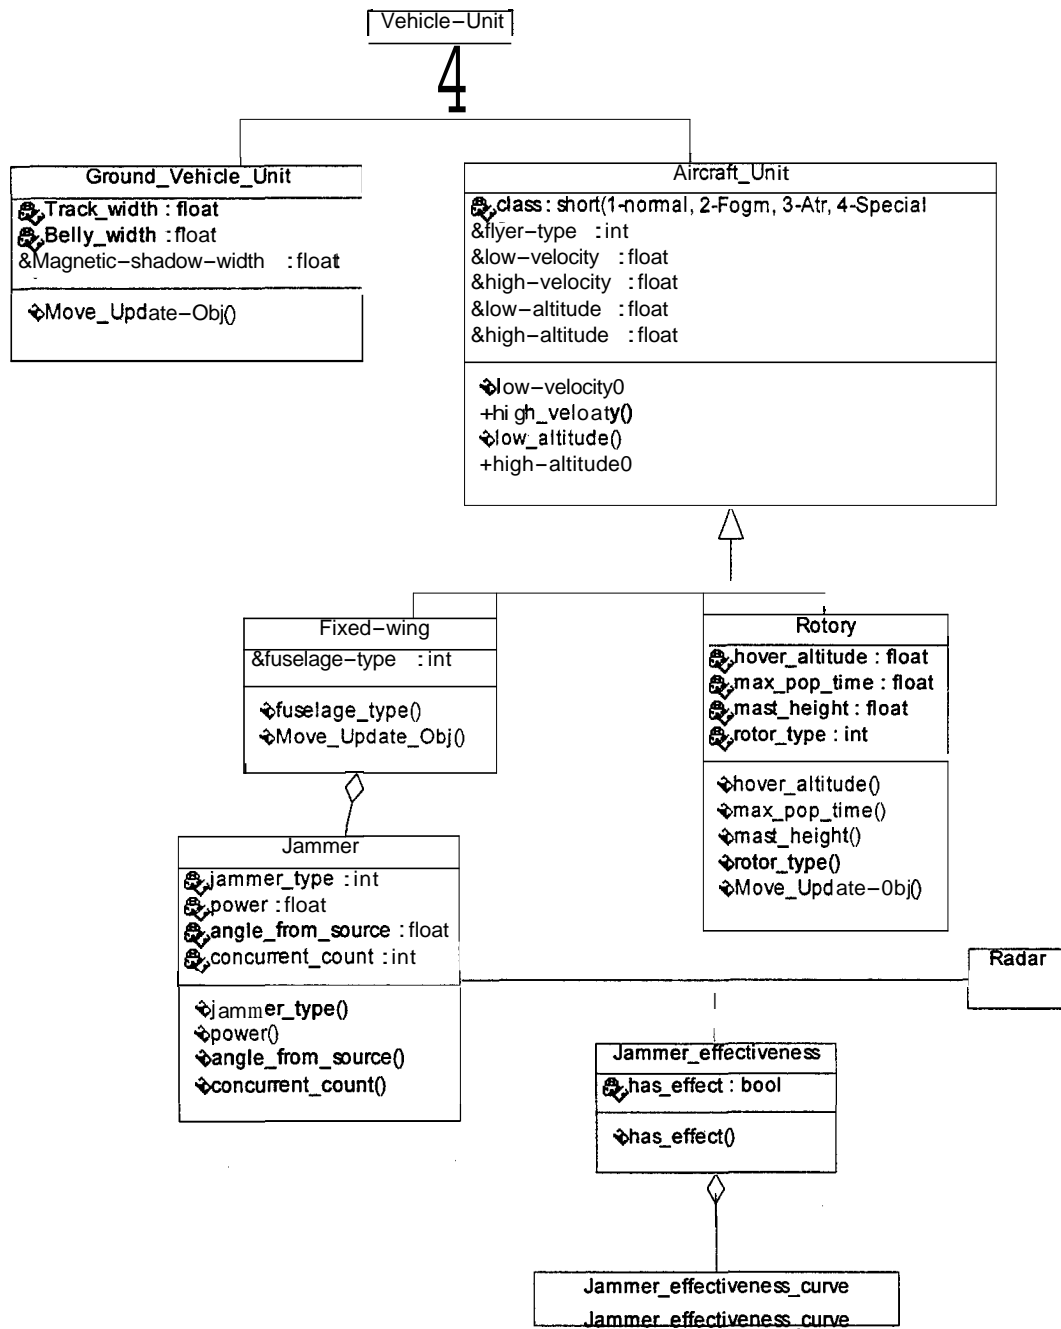 Vehicle-Unit
4
Ground_Vehicle_Unit
Track_width : float
Belly_width : float
&Magnetic-shadow-width : float
Move_Update-Obj()
Aircraft_Unit
class : short(1-normal, 2-Fogm, 3-Atr, 4-Special
&flyer-type : int
&low-velocity : float
&high-velocity : float
&low-altitude : float
&high-altitude : float
low-velocity0
+high_veloaty()
low_altitude()
+high-altitude0
Fixed-wing
&fuselage-type : int
fuselage_type()
Move_Update_Obj()
Rotory
hover_altitude : float
max_pop_time : float
mast_height : float
rotor_type : int
hover_altitude()
max_pop_time()
mast_height()
rotor_type()
Move_Update-0bj()
Jammer
jammer_type : int
power : float
angle_from_source : float
concurrent_count : int
jammer_type()
power()
angle_from_source()
concurrent_count()
Radar
Jammer_effectiveness
has_effect : bool
has_effect()
Jammer_effectiveness_curve
Jammer_effectiveness_curve